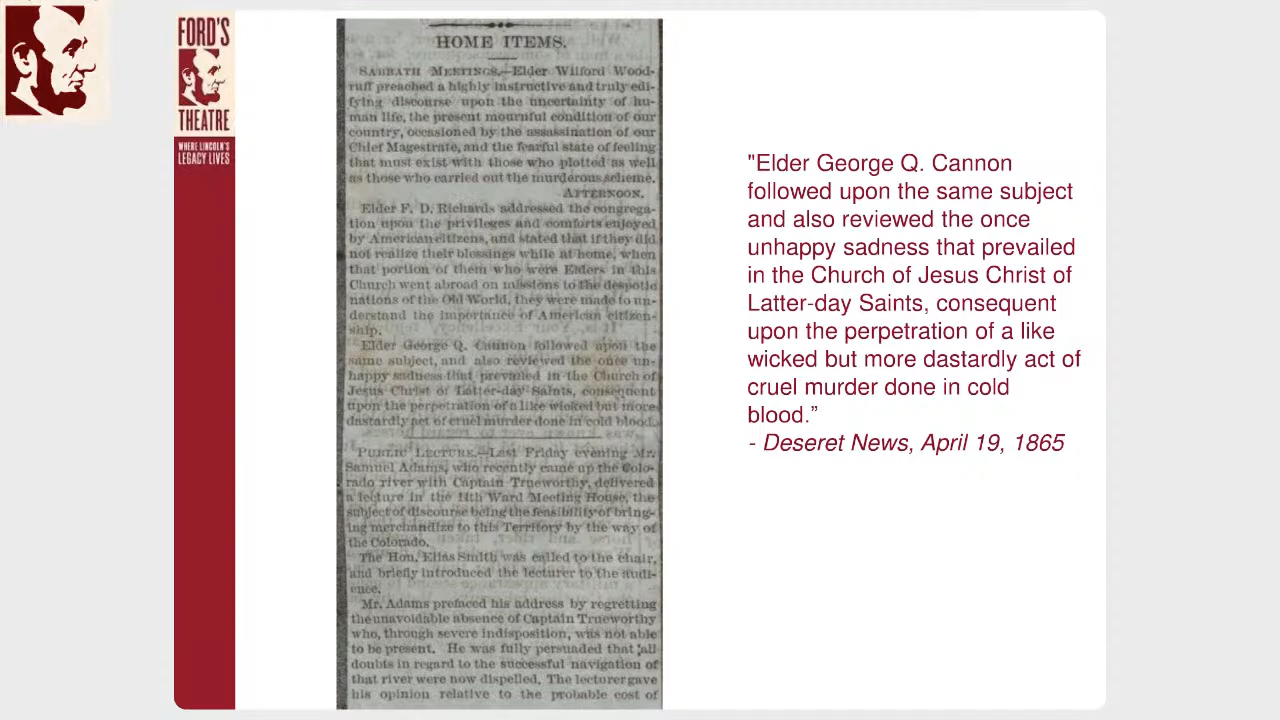 FORD'S
THEATRE
WHERE LINCOLN'S
LEGACY LIVES
HOME ITEMS.
SABBATH MEETINGS.—Elder Wilford Wood-
ruff preached a highly instructive and truly edi-
fying discourse upon the uncertainty of hu-
man life, the present mournful condition of our
country, occasioned by the assassination of our
Chief Magestrate, and the fearful state of feeling
that must exist with those who plotted as well
as those who carried out the murderous scheme.
AFTERNOON.
Elder F. D. Richards addressed the congrega-
tion upon the privileges and comforts enjoyed
by American citizens, and stated that if they did
not realize their blessings while at home, when
that portion of them who were Elders in this
Church went abroad on missions to the despotic
nations of the Old World, they were made to un-
derstand the importance of American citizen-
ship.
Elder George Q. Cannon followed upon the
same subject, and also reviewed the once un-
happy sadness that prevailed in the Church of
Jesus Christ of Latter-day Saints, consequent
upon the perpetration of a like wicked but more
dastardly act of cruel murder done in cold blood.
PUBLIC LECTURE.—Last Friday evening Mr.
Samuel Adams, who recently came up the Colo-
rado river with Captain Trueworthy, delivered
a lecture in the 14th Ward Meeting House, the
subject of discourse being the feasibility of bring-
ing merchandize to this Territory by the way of
the Colorado.
The Hon. Elias Smith was called to the chair,
and briefly introduced the lecturer to the audi-
ence.
Mr. Adams prefaced his address by regretting
the unavoidable absence of Captain Trueworthy
who, through severe indisposition, was not able
to be present. He was fully persuaded that all
doubts in regard to the successful navigation of
that river were now dispelled. The lecturer gave
his opinion relative to the probable cost of
"Elder George Q. Cannon
followed upon the same subject
and also reviewed the once
unhappy sadness that prevailed
in the Church of Jesus Christ of
Latter-day Saints, consequent
upon the perpetration of a like
wicked but more dastardly act of
cruel murder done in cold
blood.”
- Deseret News, April 19, 1865